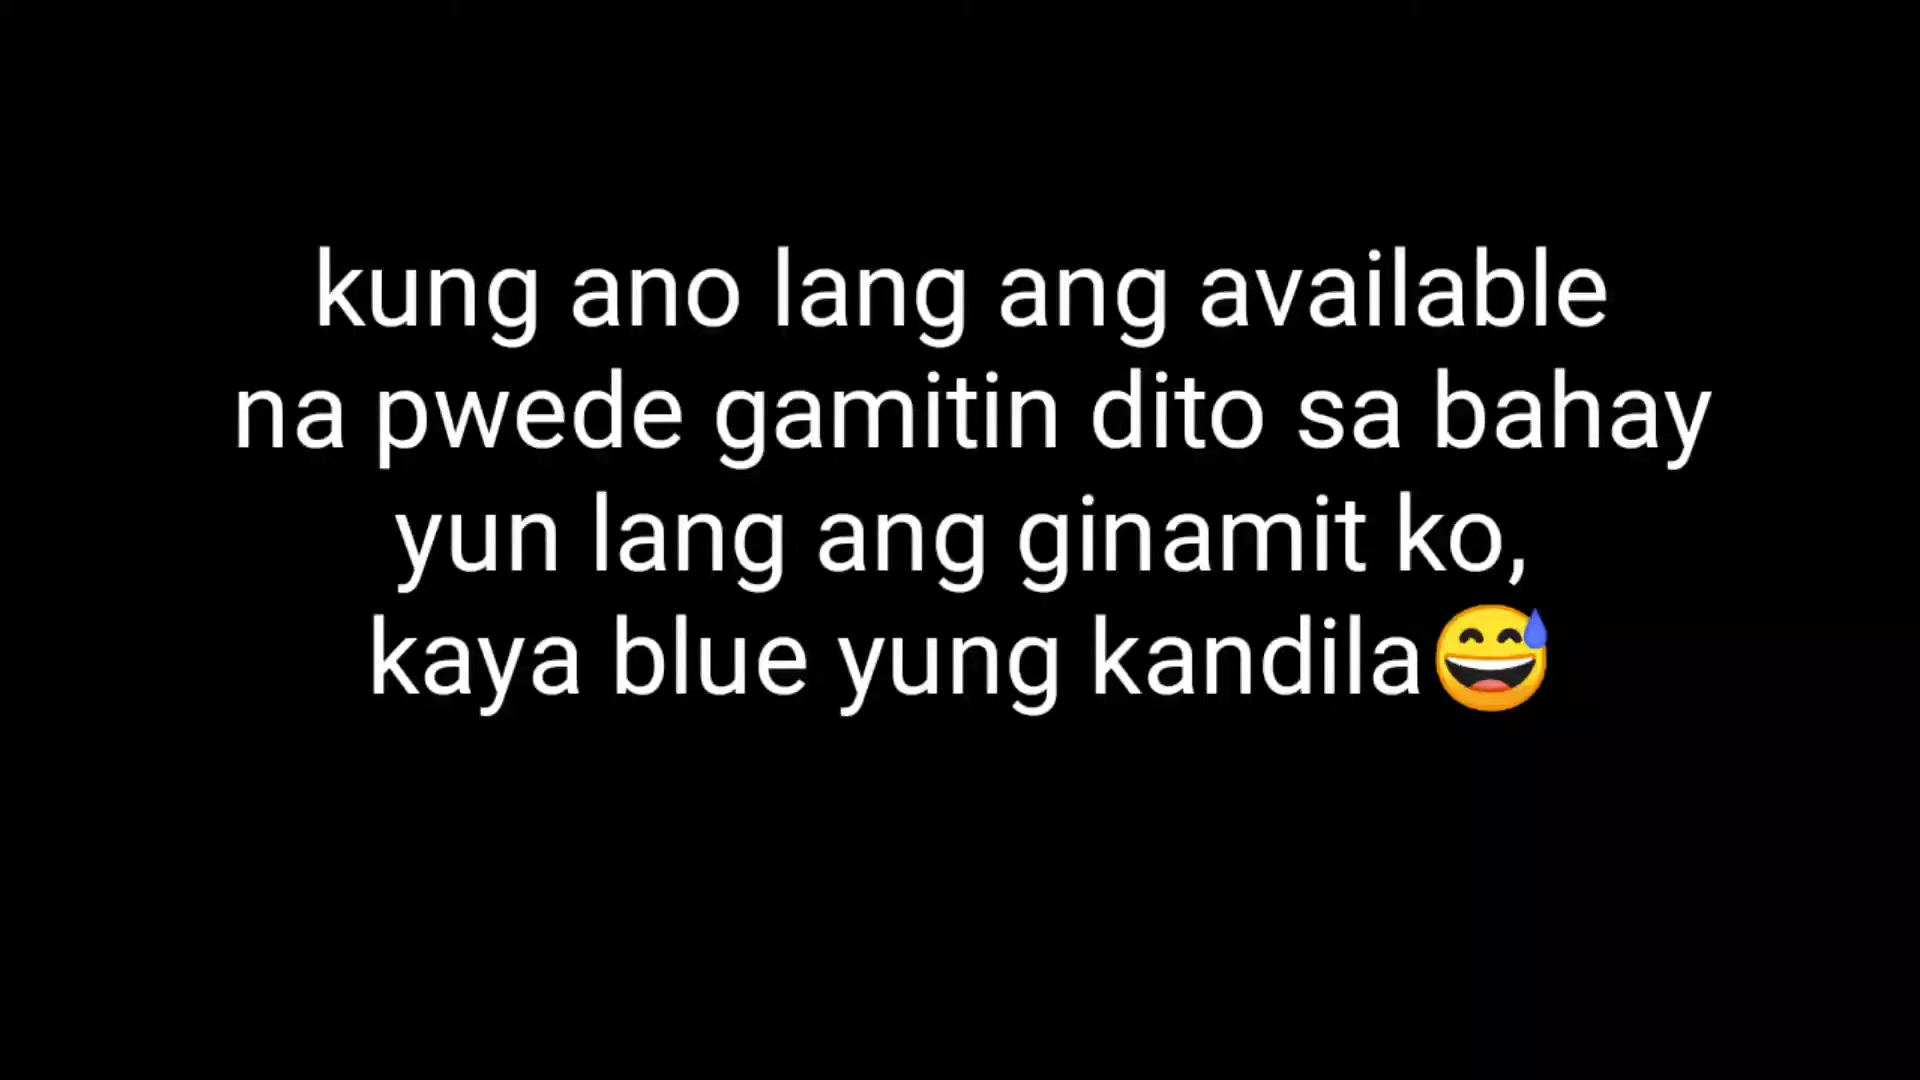 kung ano lang ang available
na pwede gamitin dito sa bahay
yun lang ang ginamit ko,
kaya blue yung kandila😅